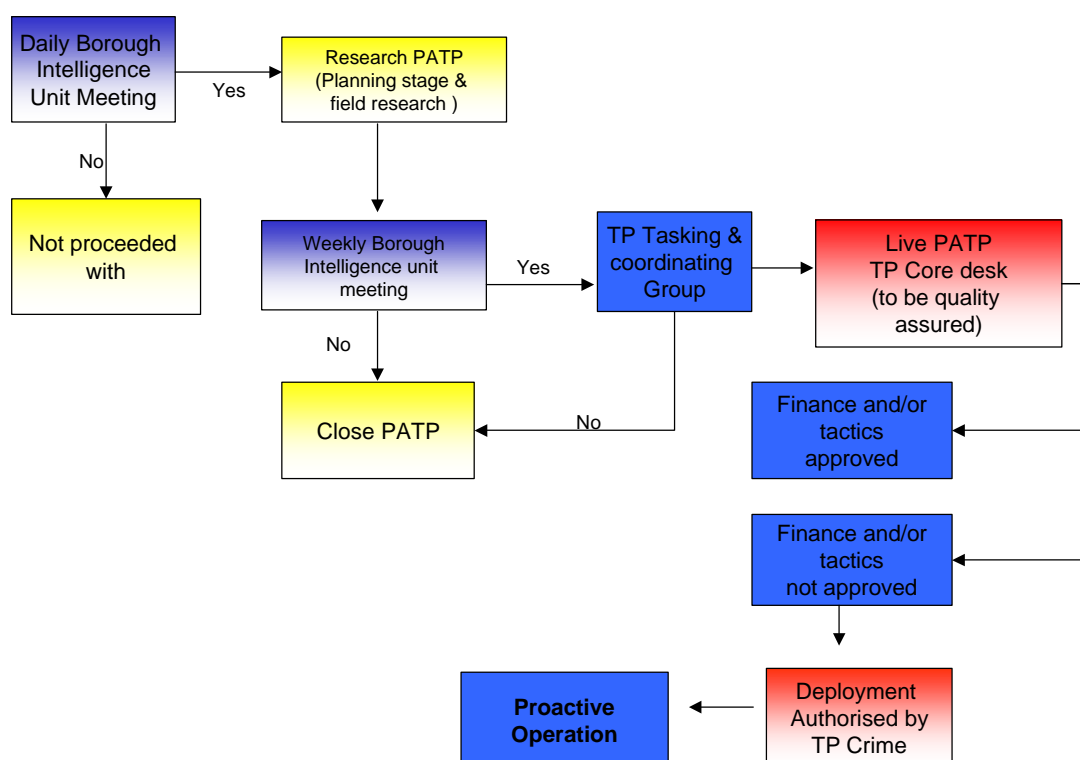 Daily Borough
Intelligence
Unit Meeting
Yes
Research PATP
(Planning stage &
field research )
No
Not proceeded
with
Weekly Borough
Intelligence unit
meeting
Yes
TP Tasking &
coordinating
Group
Live PATP
TP Core desk
(to be quality
assured)
No
Close PATP
No
Finance and/or
tactics
approved
Finance and/or
tactics
not approved
Proactive
Operation
Deployment
Authorised by
TP Crime